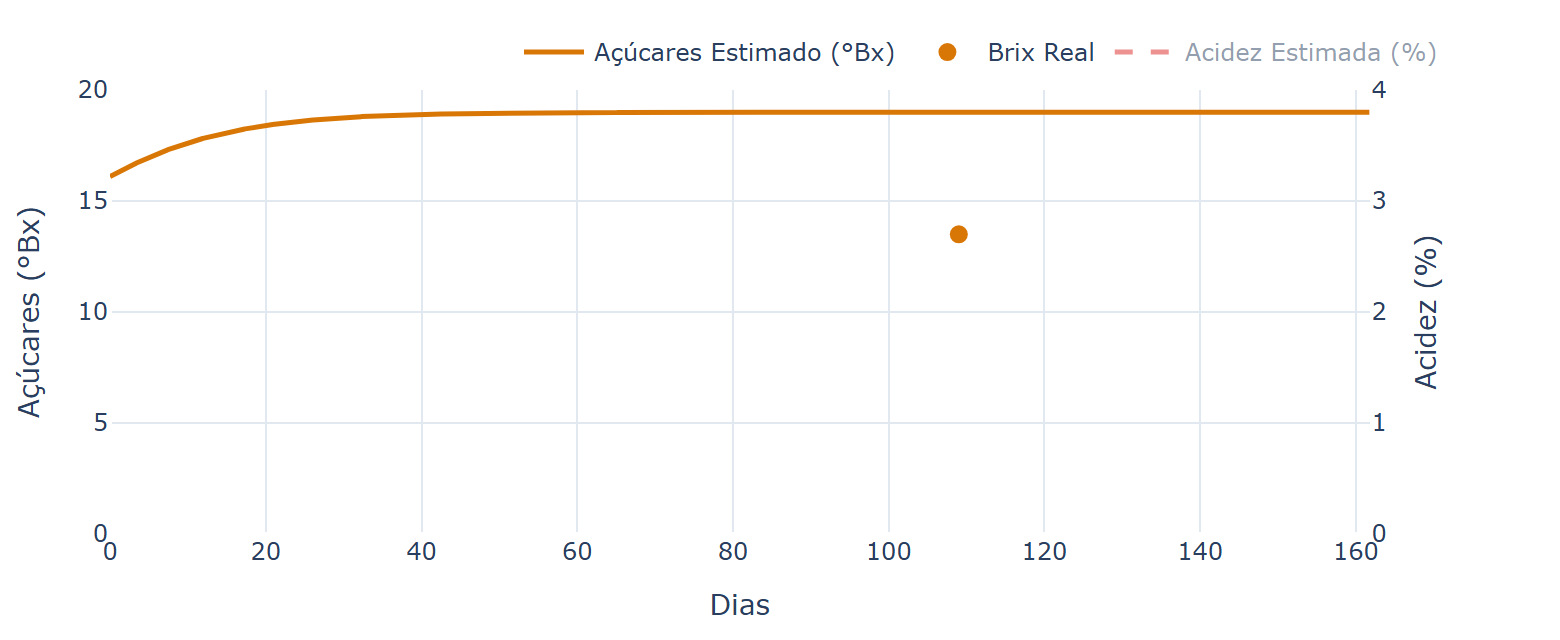 Açúcares Estimado (°Bx) Brix Real Acidez Estimada (%)
20 4
15 3
10 2
5 1
0 0
0 20 40 60 80 100 120 140 160
Dias
Açúcares (°Bx)
Acidez (%)